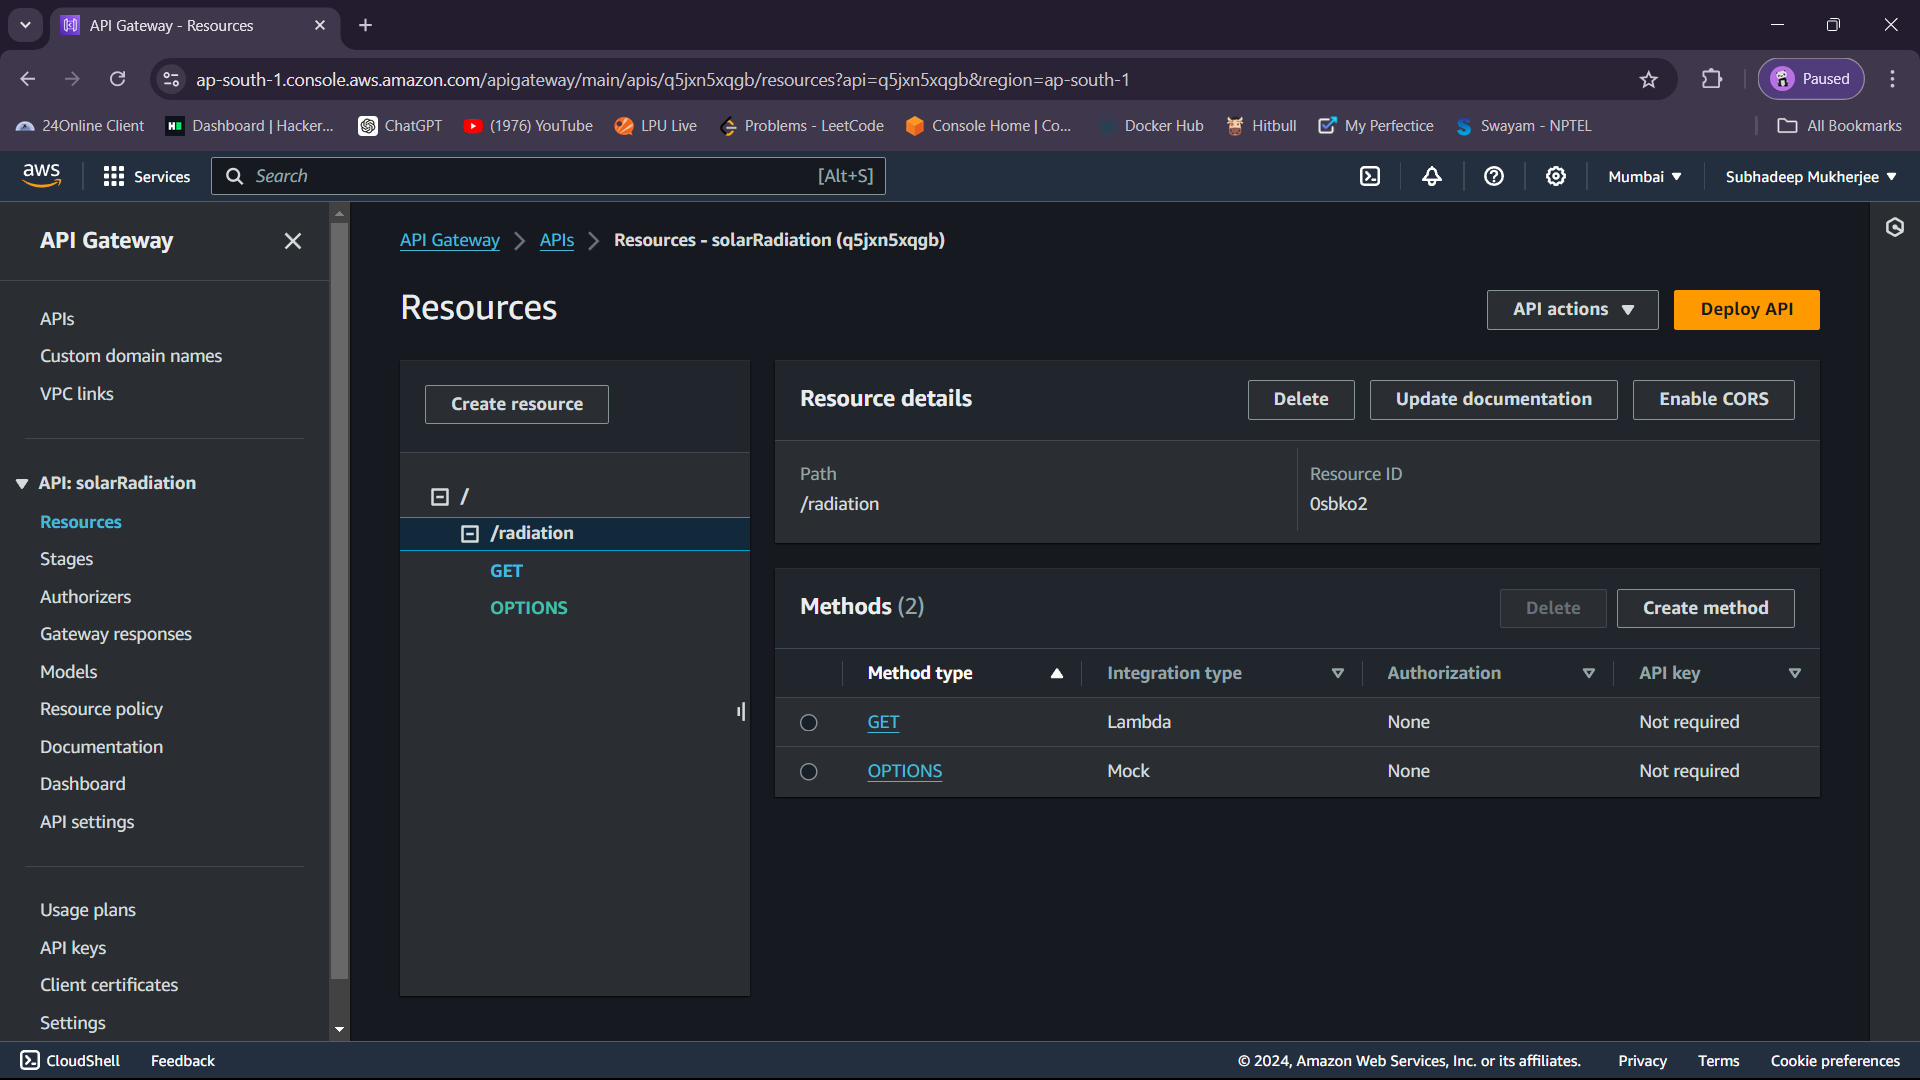 API Gateway - Resources
ap-south-1.console.aws.amazon.com/apigateway/main/apis/q5jxn5xqgb/resources?api=q5jxn5xqgb&region=ap-south-1
Paused
24Online Client
Dashboard | Hacker...
ChatGPT
(1976) YouTube
LPU Live
Problems - LeetCode
Console Home | Co...
Docker Hub
Hitbull
My Perfectice
Swayam - NPTEL
All Bookmarks
aws
Services
Search
[Alt+S]
Mumbai
Subhadeep Mukherjee
API Gateway
APIs
Custom domain names
VPC links
API: solarRadiation
Resources
Stages
Authorizers
Gateway responses
Models
Resource policy
Documentation
Dashboard
API settings
Usage plans
API keys
Client certificates
Settings
API Gateway > APIs > Resources - solarRadiation (q5jxn5xqgb)
Resources
API actions
Deploy API
Create resource
/
/radiation
GET
OPTIONS
Resource details
Delete
Update documentation
Enable CORS
Path
/radiation
Resource ID
0sbko2
Methods (2)
Delete
Create method
Method type Integration type Authorization API key
GET Lambda None Not required
OPTIONS Mock None Not required
CloudShell
Feedback
© 2024, Amazon Web Services, Inc. or its affiliates.
Privacy
Terms
Cookie preferences